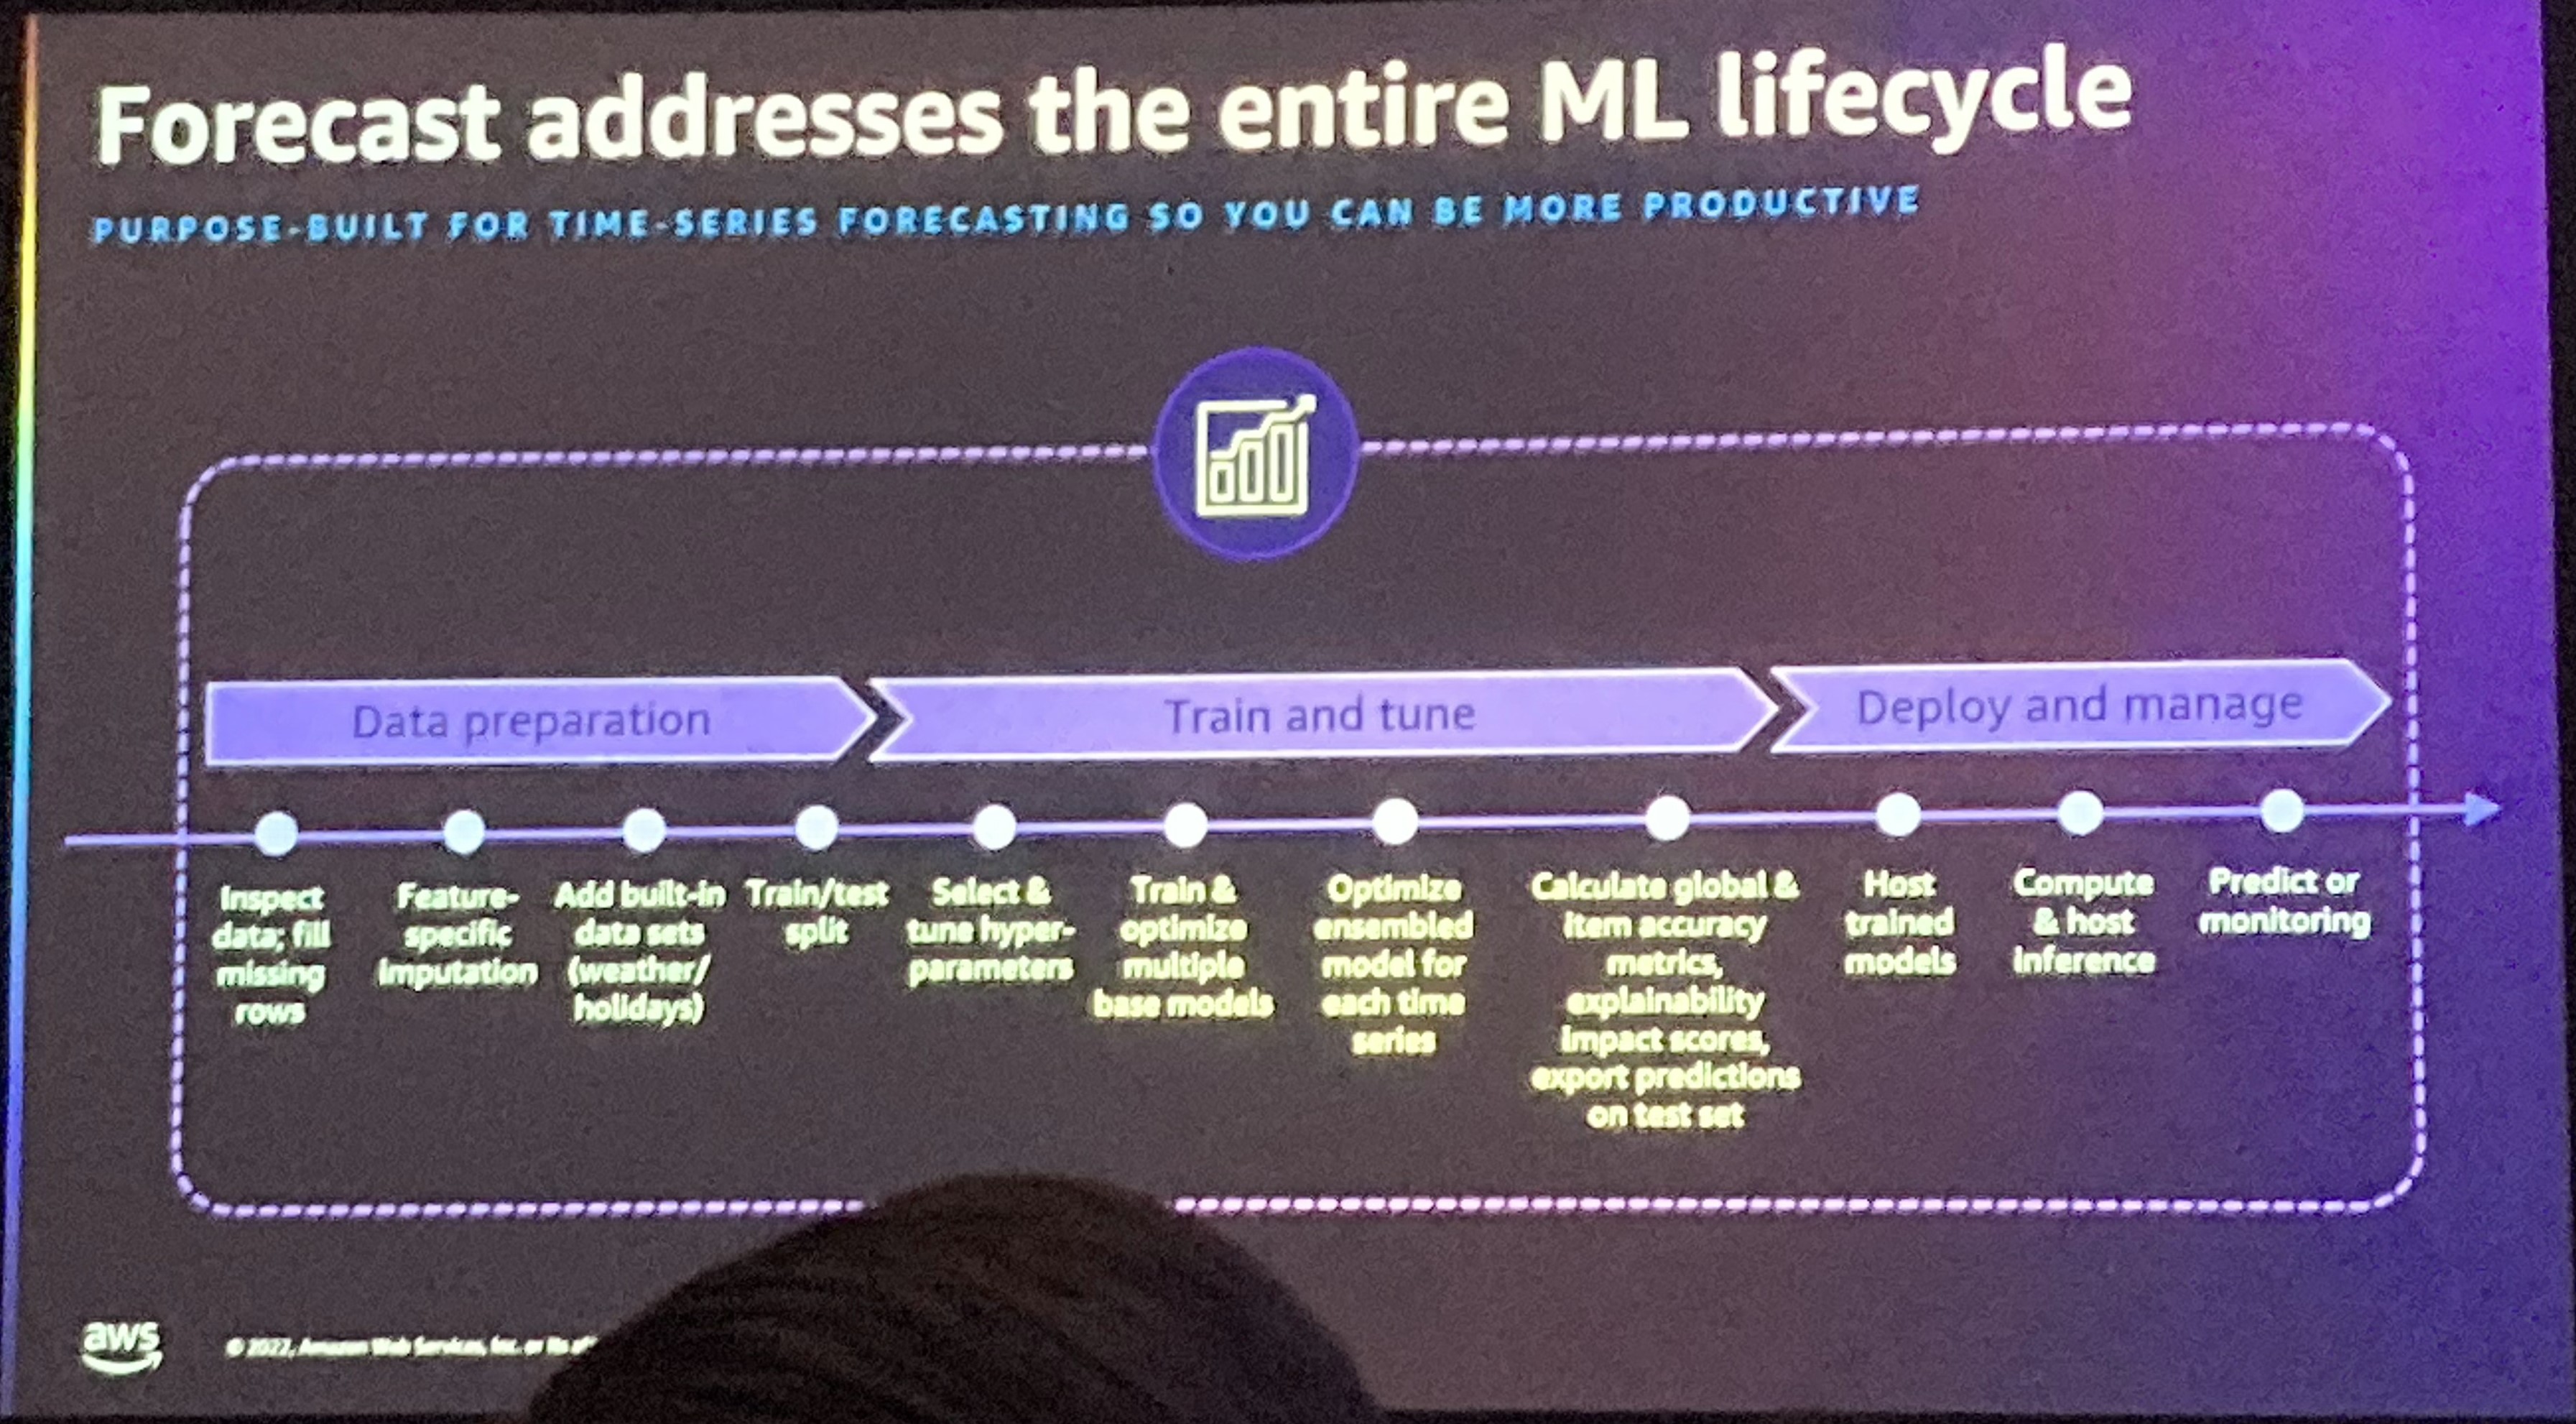 Forecast addresses the entire ML lifecycle
PURPOSE-BUILT FOR TIME-SERIES FORECASTING SO YOU CAN BE MORE PRODUCTIVE
Data preparation
Train and tune
Deploy and manage
Inspect
data; fill
missing
rows
Feature-
specific
imputation
Add built-in
data sets
(weather/
holidays)
Train/test
split
Select &
tune hyper-
parameters
Train &
optimize
multiple
base models
Optimize
ensembled
model for
each time
series
Calculate global &
item accuracy
metrics,
explainability
impact scores,
export predictions
on test set
Host
trained
models
Compute
& host
inference
Predict or
monitoring
aws
© 2022, Amazon Web Services, Inc. or its